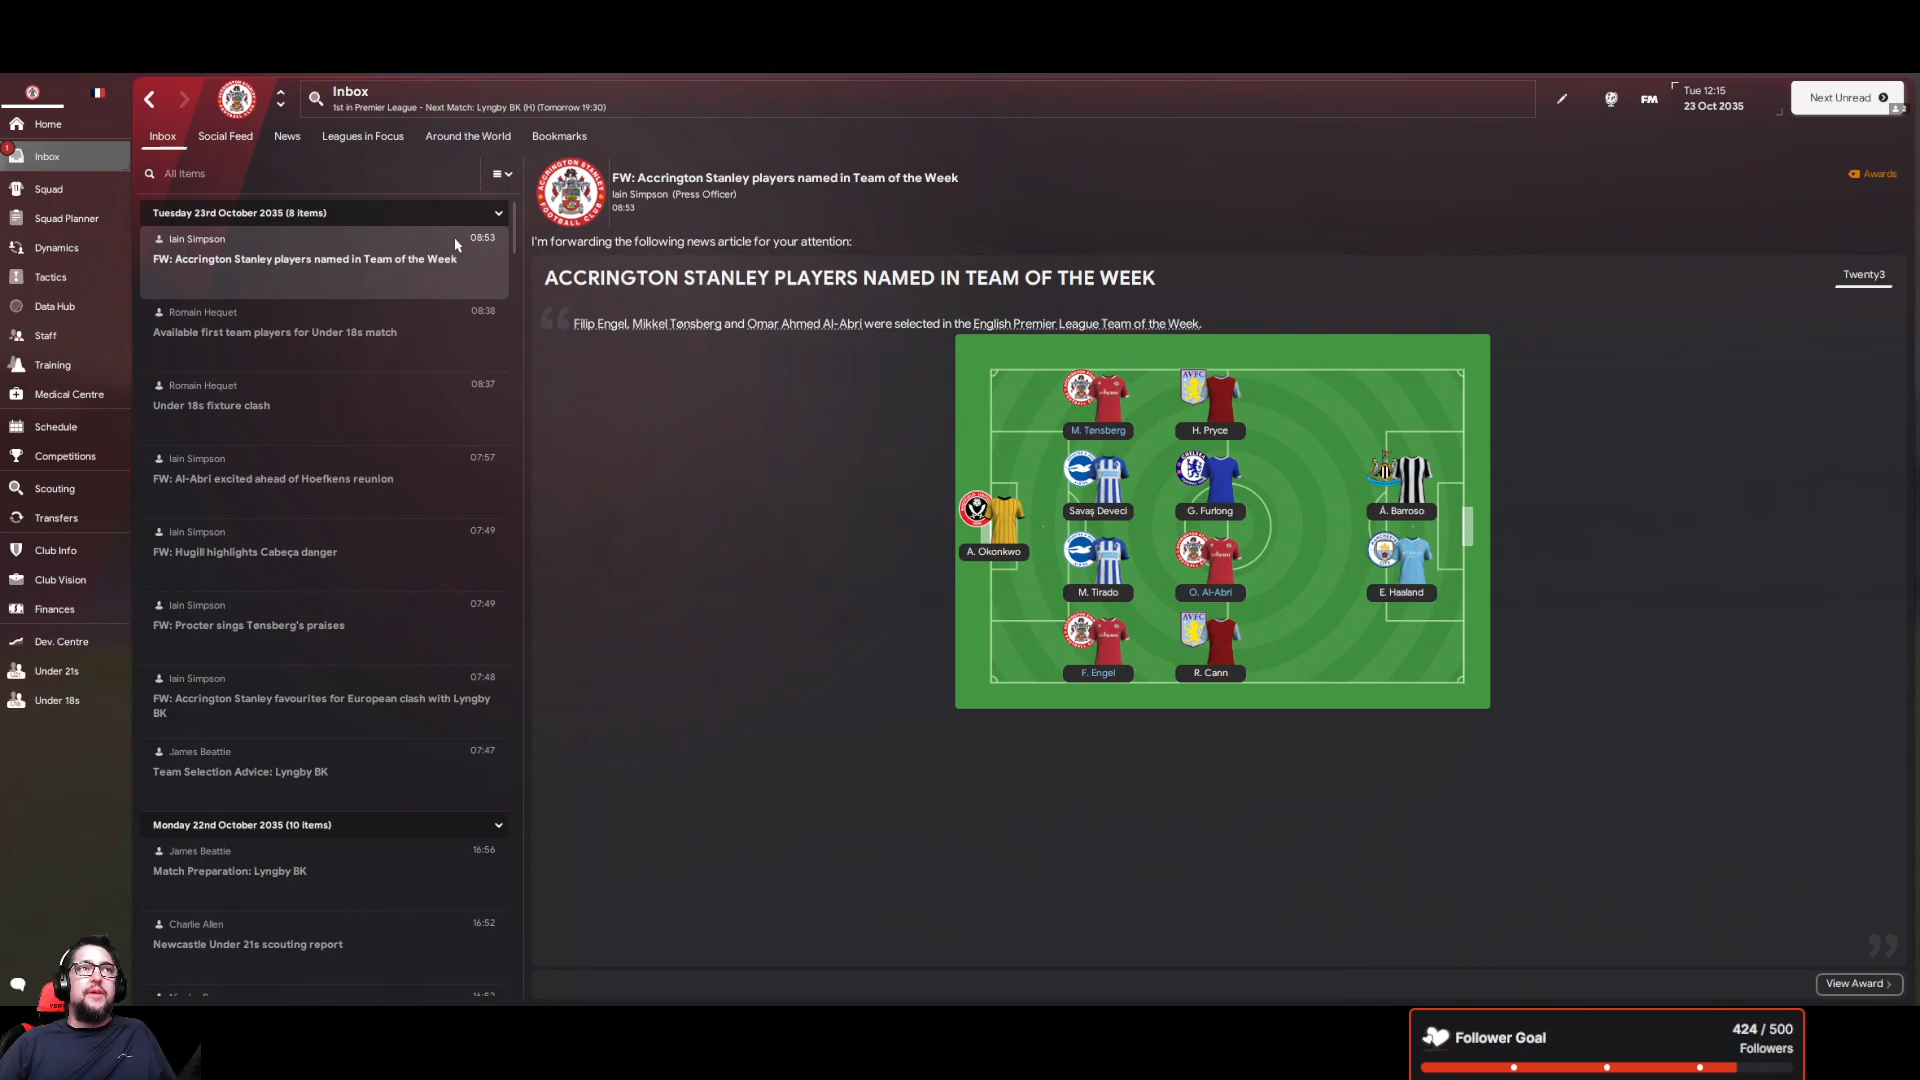 Inbox
1st in Premier League - Next Match: Lyngby BK (H) (Tomorrow 19:30)
FM
Tue 12:15
23 Oct 2035
Next Unread
2
Home
1
Inbox
Squad
Squad Planner
Dynamics
Tactics
Data Hub
Staff
Training
Medical Centre
Schedule
Competitions
Scouting
Transfers
Club Info
Club Vision
Finances
Dev. Centre
Under 21s
Under 18s
Inbox
Social Feed
News
Leagues in Focus
Around the World
Bookmarks
All Items
Tuesday 23rd October 2035 (8 items)
Iain Simpson 08:53
FW: Accrington Stanley players named in Team of the Week
Romain Hequet 08:38
Available first team players for Under 18s match
Romain Hequet 08:37
Under 18s fixture clash
Iain Simpson 07:57
FW: Al-Abri excited ahead of Hoefkens reunion
Iain Simpson 07:49
FW: Hugill highlights Cabeça danger
Iain Simpson 07:49
FW: Procter sings Tønsberg's praises
Iain Simpson 07:48
FW: Accrington Stanley favourites for European clash with Lyngby
BK
James Beattie 07:47
Team Selection Advice: Lyngby BK
Monday 22nd October 2035 (10 items)
James Beattie 16:56
Match Preparation: Lyngby BK
Charlie Allen 16:52
Newcastle Under 21s scouting report
ACCRINGTON STANLEY
FOOTBALL CLUB
FW: Accrington Stanley players named in Team of the Week
Iain Simpson (Press Officer)
08:53
Awards
I'm forwarding the following news article for your attention:
ACCRINGTON STANLEY PLAYERS NAMED IN TEAM OF THE WEEK
Twenty3
Filip Engel, Mikkel Tønsberg and Omar Ahmed Al-Abri were selected in the English Premier League Team of the Week.
AVFC
M. Tønsberg
H. Pryce
Savaş Deveci
G. Furlong
Á. Barroso
A. Okonkwo
M. Tirado
O. Al-Abri
E. Haaland
AVFC
F. Engel
R. Cann
View Award
Follower Goal
424 / 500
Followers